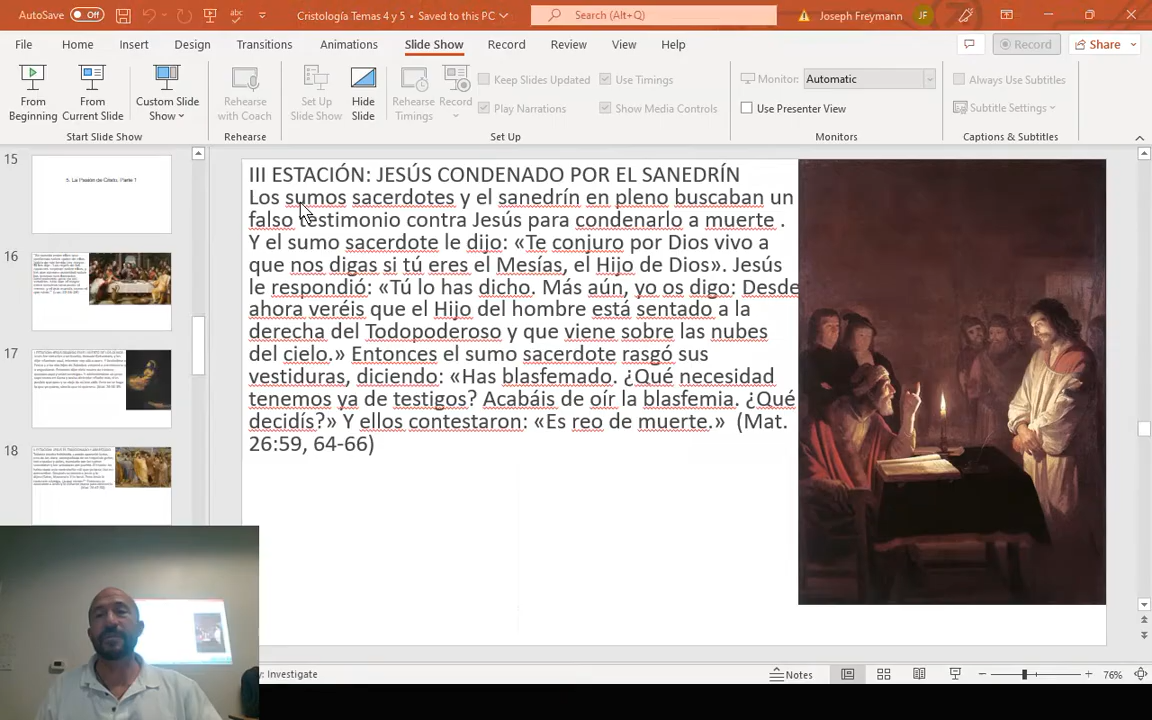 AutoSave
Off
Cristología Temas 4 y 5 • Saved to this PC
Search (Alt+Q)
Joseph Freymann
JF
File
Home
Insert
Design
Transitions
Animations
Slide Show
Record
Review
View
Help
Record
Share
From Beginning
From Current Slide
Custom Slide Show
Rehearse with Coach
Set Up Slide Show
Hide Slide
Rehearse Timings
Record
Keep Slides Updated
Play Narrations
Use Timings
Show Media Controls
Monitor:
Automatic
Use Presenter View
Always Use Subtitles
Subtitle Settings
Start Slide Show
Rehearse
Set Up
Monitors
Captions & Subtitles
15
5. La Pasión de Cristo, Parte 1
16
17
18
III ESTACIÓN: JESÚS CONDENADO POR EL SANEDRÍN
Los sumos sacerdotes y el sanedrín en pleno buscaban un
falso testimonio contra Jesús para condenarlo a muerte .
Y el sumo sacerdote le dijo: «Te conjuro por Dios vivo a
que nos digas si tú eres el Mesías, el Hijo de Dios». Jesús
le respondió: «Tú lo has dicho. Más aún, yo os digo: Desde
ahora veréis que el Hijo del hombre está sentado a la
derecha del Todopoderoso y que viene sobre las nubes
del cielo.» Entonces el sumo sacerdote rasgó sus
vestiduras, diciendo: «Has blasfemado. ¿Qué necesidad
tenemos ya de testigos? Acabáis de oír la blasfemia. ¿Qué
decidís?» Y ellos contestaron: «Es reo de muerte.» (Mat.
26:59, 64-66)
y: Investigate
Notes
76%